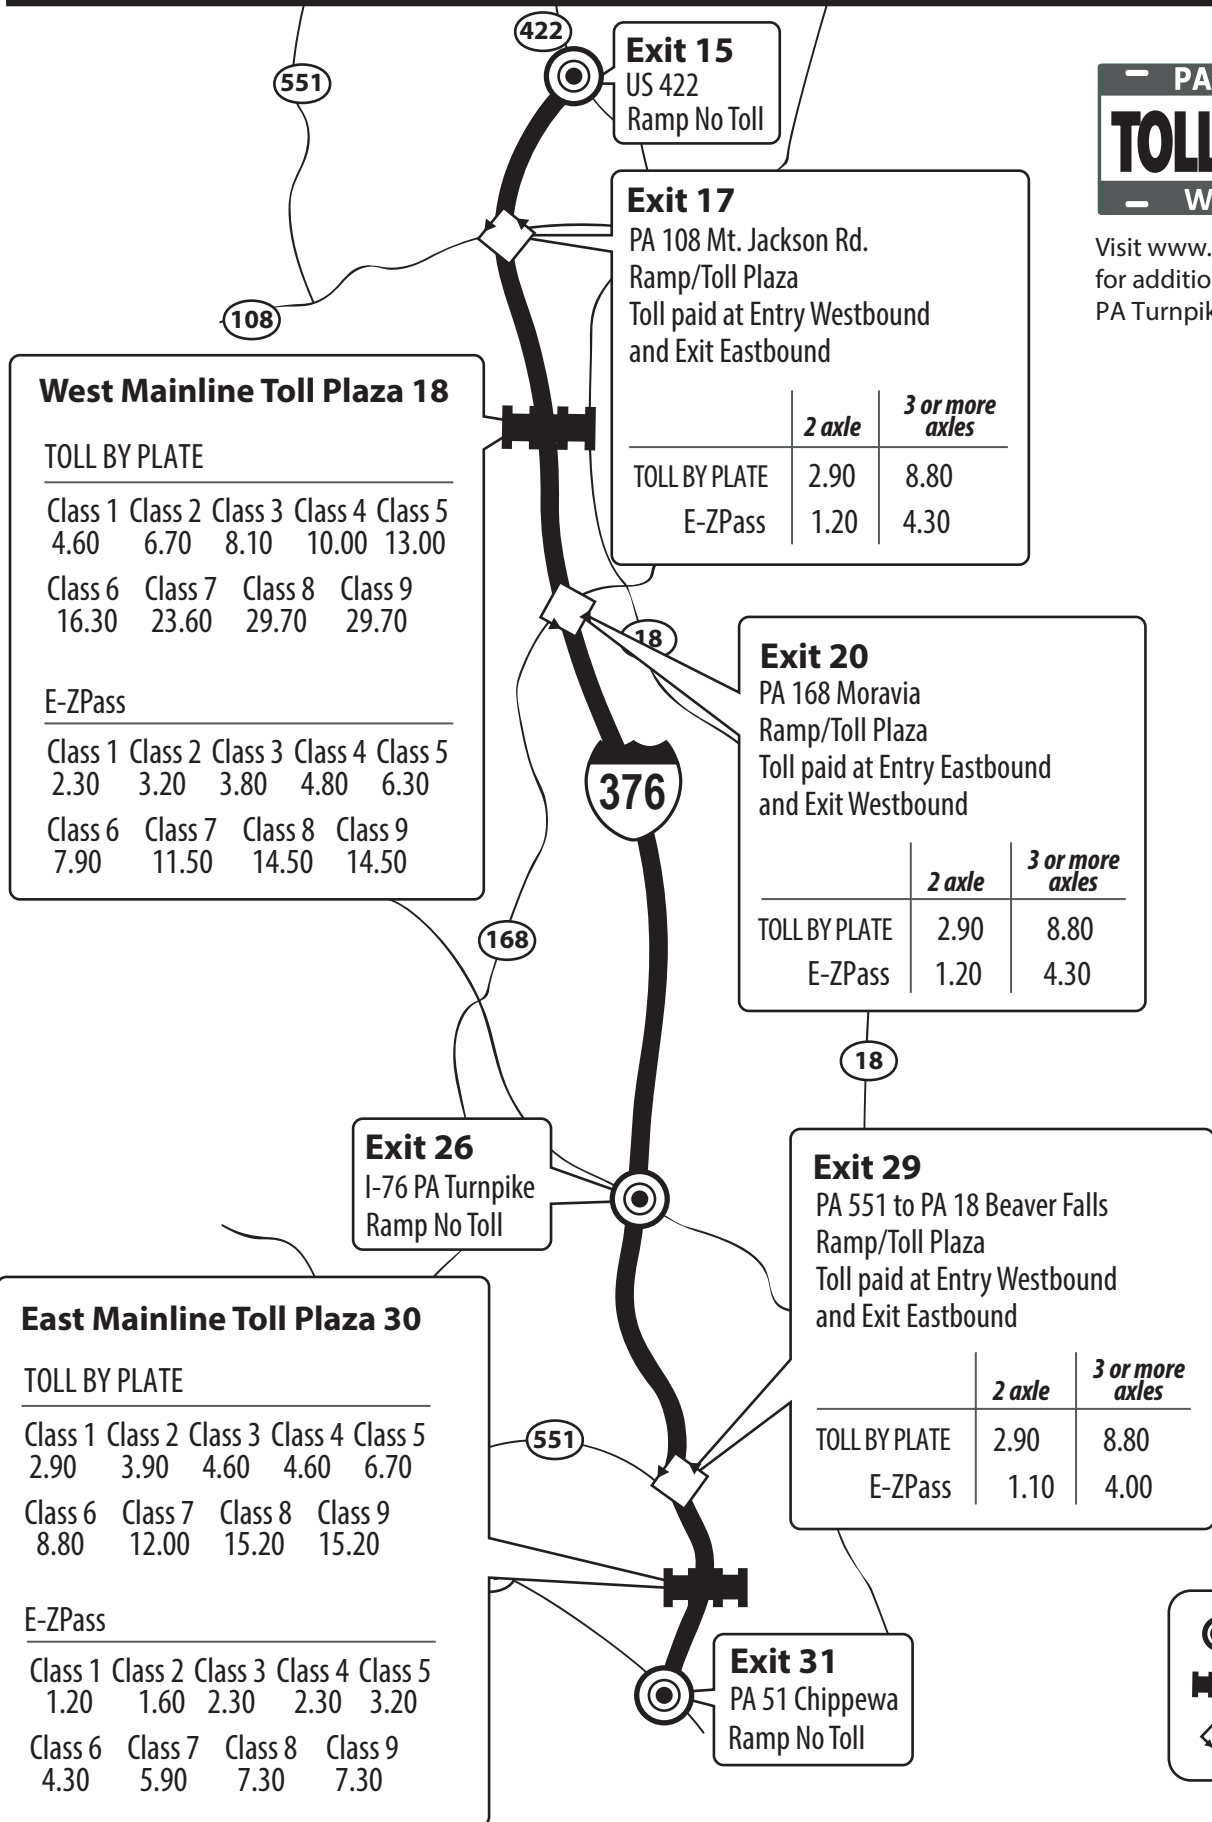 422
551
Exit 15
US 422
Ramp No Toll
PA
TOLL
W
Visit www.
for additio
PA Turnpik
Exit 17
PA 108 Mt. Jackson Rd.
Ramp/Toll Plaza
Toll paid at Entry Westbound
and Exit Eastbound
2 axle 3 or more axles
TOLL BY PLATE 2.90 8.80
E-ZPass 1.20 4.30
108
West Mainline Toll Plaza 18
TOLL BY PLATE
Class 1 Class 2 Class 3 Class 4 Class 5
4.60 6.70 8.10 10.00 13.00
Class 6 Class 7 Class 8 Class 9
16.30 23.60 29.70 29.70
E-ZPass
Class 1 Class 2 Class 3 Class 4 Class 5
2.30 3.20 3.80 4.80 6.30
Class 6 Class 7 Class 8 Class 9
7.90 11.50 14.50 14.50
18
376
Exit 20
PA 168 Moravia
Ramp/Toll Plaza
Toll paid at Entry Eastbound
and Exit Westbound
2 axle 3 or more axles
TOLL BY PLATE 2.90 8.80
E-ZPass 1.20 4.30
168
18
Exit 26
I-76 PA Turnpike
Ramp No Toll
Exit 29
PA 551 to PA 18 Beaver Falls
Ramp/Toll Plaza
Toll paid at Entry Westbound
and Exit Eastbound
2 axle 3 or more axles
TOLL BY PLATE 2.90 8.80
E-ZPass 1.10 4.00
East Mainline Toll Plaza 30
TOLL BY PLATE
Class 1 Class 2 Class 3 Class 4 Class 5
2.90 3.90 4.60 4.60 6.70
Class 6 Class 7 Class 8 Class 9
8.80 12.00 15.20 15.20
E-ZPass
Class 1 Class 2 Class 3 Class 4 Class 5
1.20 1.60 2.30 2.30 3.20
Class 6 Class 7 Class 8 Class 9
4.30 5.90 7.30 7.30
551
Exit 31
PA 51 Chippewa
Ramp No Toll